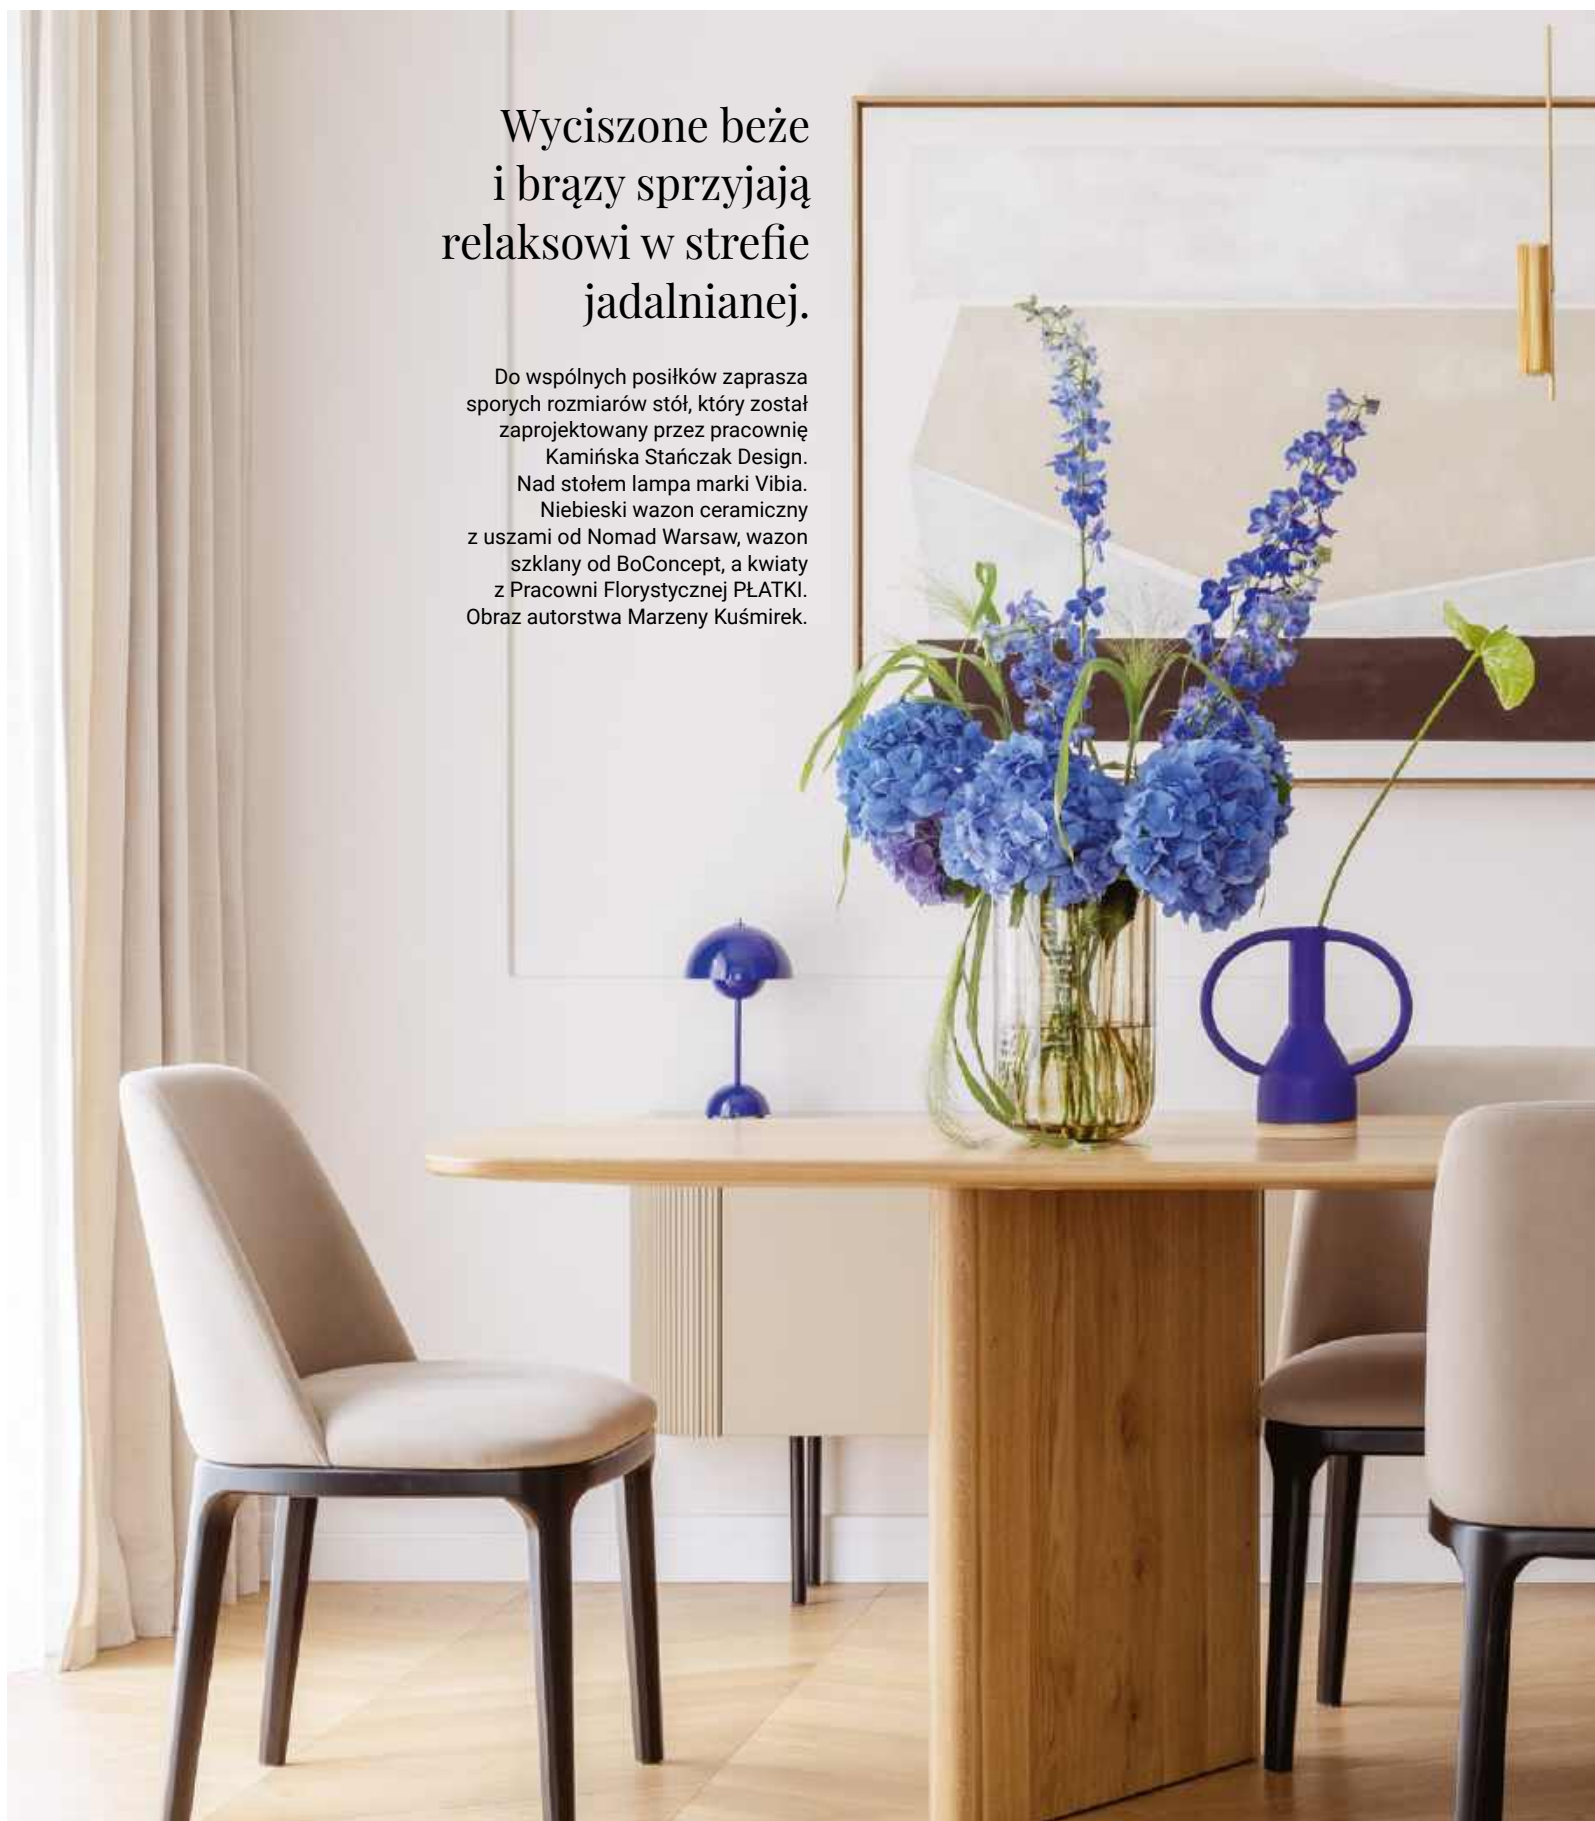 Wyciszone beże
i brązy sprzyjają
relaksowi w strefie
jadalnianej.
Do wspólnych posiłków zaprasza
sporych rozmiarów stół, który został
zaprojektowany przez pracownię
Kamińska Stańczak Design.
Nad stołem lampa marki Vibia.
Niebieski wazon ceramiczny
z uszami od Nomad Warsaw, wazon
szklany od BoConcept, a kwiaty
z Pracowni Florystycznej PŁATKI.
Obraz autorstwa Marzeny Kuśmirek.